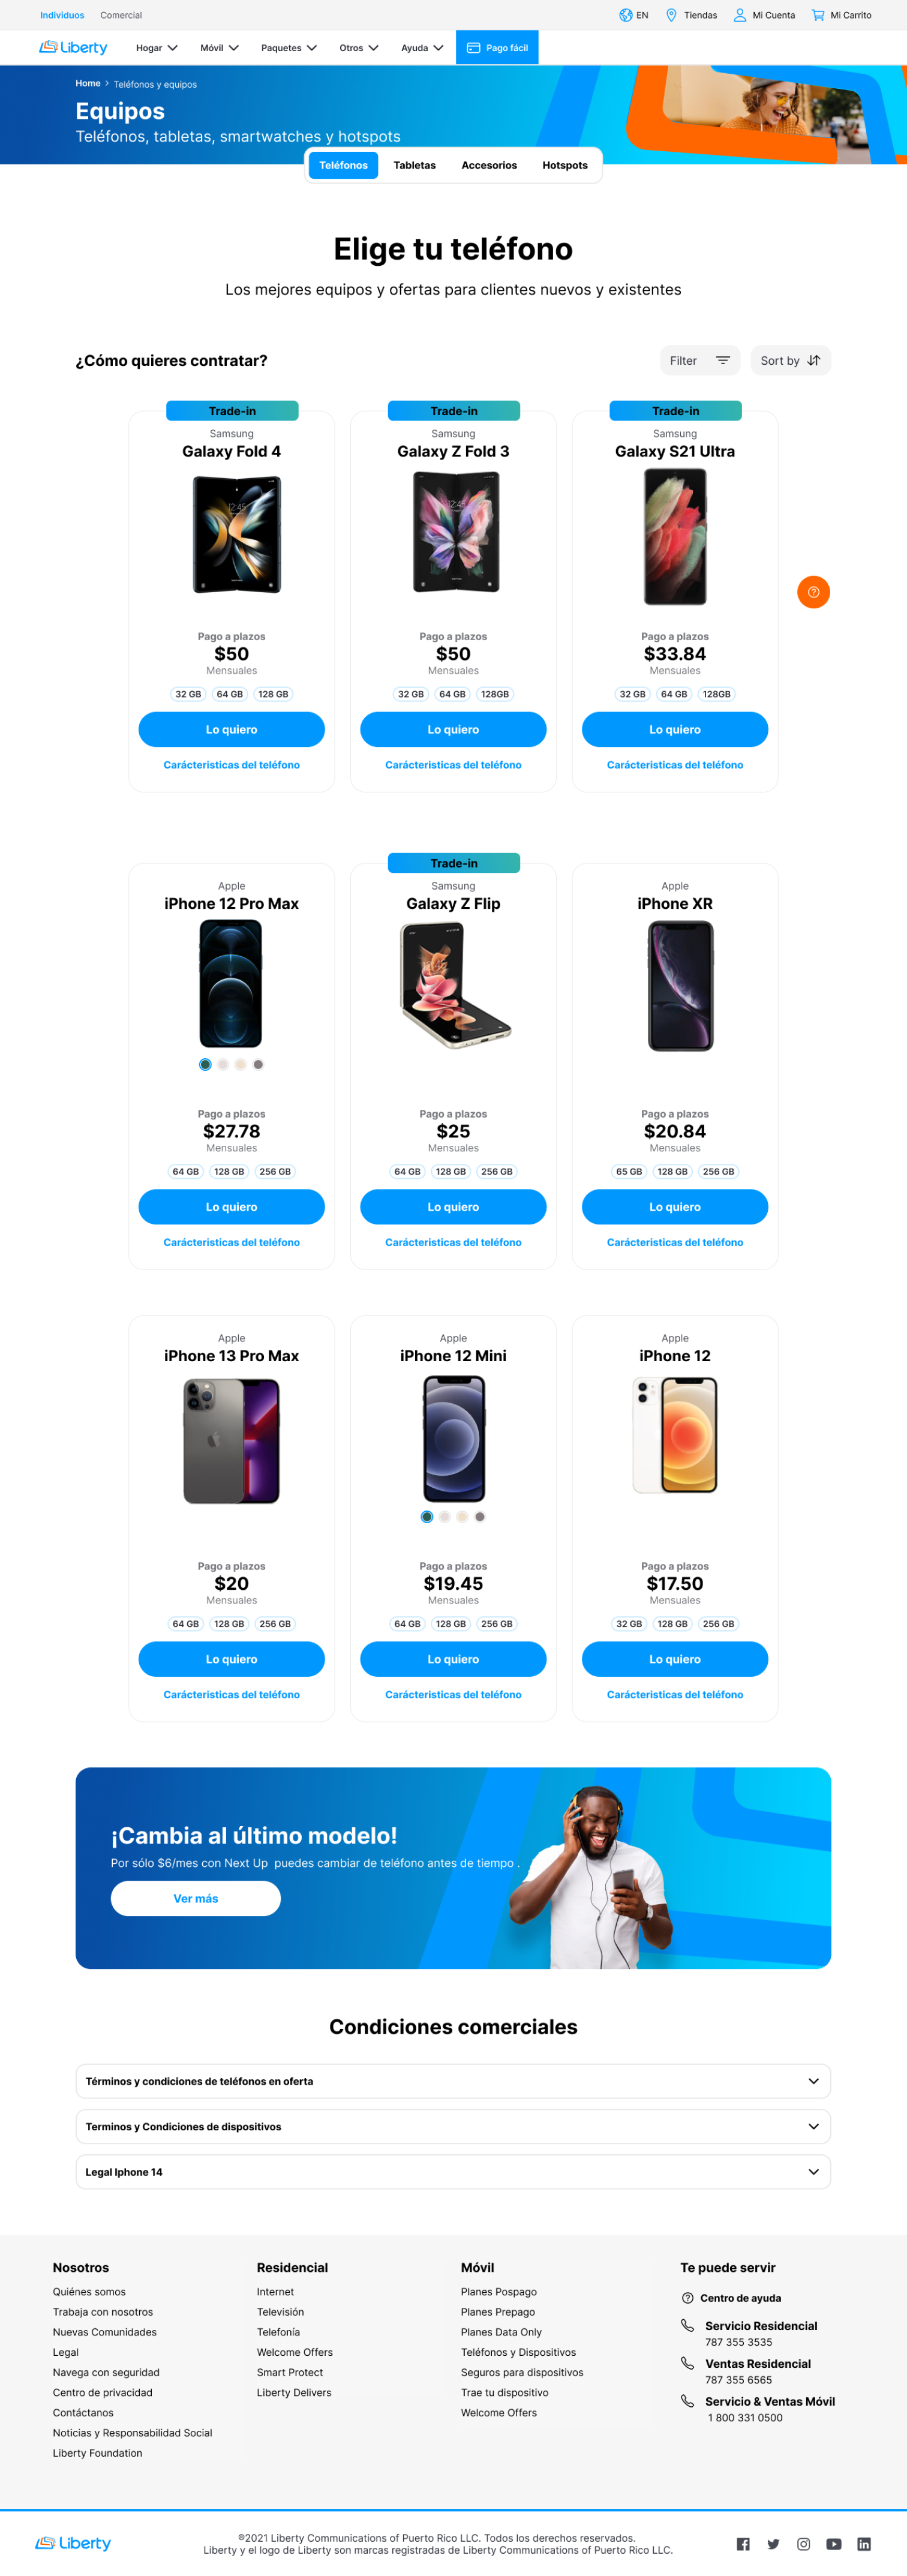 Individuos Comercial EN Tiendas Mi Cuenta Mi Carrito
Liberty Hogar Móvil Paquetes Otros Ayuda Pago fácil
Home > Teléfonos y equipos
Equipos
Teléfonos, tabletas, smartwatches y hotspots
Teléfonos Tabletas Accesorios Hotspots
Elige tu teléfono
Los mejores equipos y ofertas para clientes nuevos y existentes
¿Cómo quieres contratar?
Filter Sort by
Trade-in
Samsung
Galaxy Fold 4
12:45
Pago a plazos
$50
Mensuales
32 GB 64 GB 128 GB
Lo quiero
Carácteristicas del teléfono
Trade-in
Samsung
Galaxy Z Fold 3
12:45
Pago a plazos
$50
Mensuales
32 GB 64 GB 128GB
Lo quiero
Carácteristicas del teléfono
Trade-in
Samsung
Galaxy S21 Ultra
Pago a plazos
$33.84
Mensuales
32 GB 64 GB 128GB
Lo quiero
Carácteristicas del teléfono
Apple
iPhone 12 Pro Max
Pago a plazos
$27.78
Mensuales
64 GB 128 GB 256 GB
Lo quiero
Carácteristicas del teléfono
Trade-in
Samsung
Galaxy Z Flip
Pago a plazos
$25
Mensuales
64 GB 128 GB 256 GB
Lo quiero
Carácteristicas del teléfono
Apple
iPhone XR
Pago a plazos
$20.84
Mensuales
65 GB 128 GB 256 GB
Lo quiero
Carácteristicas del teléfono
Apple
iPhone 13 Pro Max
Pago a plazos
$20
Mensuales
64 GB 128 GB 256 GB
Lo quiero
Carácteristicas del teléfono
Apple
iPhone 12 Mini
Pago a plazos
$19.45
Mensuales
64 GB 128 GB 256 GB
Lo quiero
Carácteristicas del teléfono
Apple
iPhone 12
Pago a plazos
$17.50
Mensuales
32 GB 128 GB 256 GB
Lo quiero
Carácteristicas del teléfono
¡Cambia al último modelo!
Por sólo $6/mes con Next Up puedes cambiar de teléfono antes de tiempo .
Ver más
Condiciones comerciales
Términos y condiciones de teléfonos en oferta
Terminos y Condiciones de dispositivos
Legal Iphone 14
Nosotros
Quiénes somos
Trabaja con nosotros
Nuevas Comunidades
Legal
Navega con seguridad
Centro de privacidad
Contáctanos
Noticias y Responsabilidad Social
Liberty Foundation
Residencial
Internet
Televisión
Telefonía
Welcome Offers
Smart Protect
Liberty Delivers
Móvil
Planes Pospago
Planes Prepago
Planes Data Only
Teléfonos y Dispositivos
Seguros para dispositivos
Trae tu dispositivo
Welcome Offers
Te puede servir
Centro de ayuda
Servicio Residencial
787 355 3535
Ventas Residencial
787 355 6565
Servicio & Ventas Móvil
1 800 331 0500
Liberty
©2021 Liberty Communications of Puerto Rico LLC. Todos los derechos reservados.
Liberty y el logo de Liberty son marcas registradas de Liberty Communications of Puerto Rico LLC.